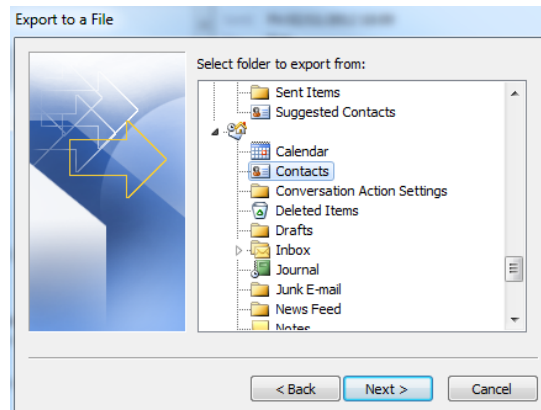 Export to a File
Select folder to export from:
Sent Items
Suggested Contacts
Calendar
Contacts
Conversation Action Settings
Deleted Items
Drafts
Inbox
Journal
Junk E-mail
News Feed
Notes
< Back Next > Cancel